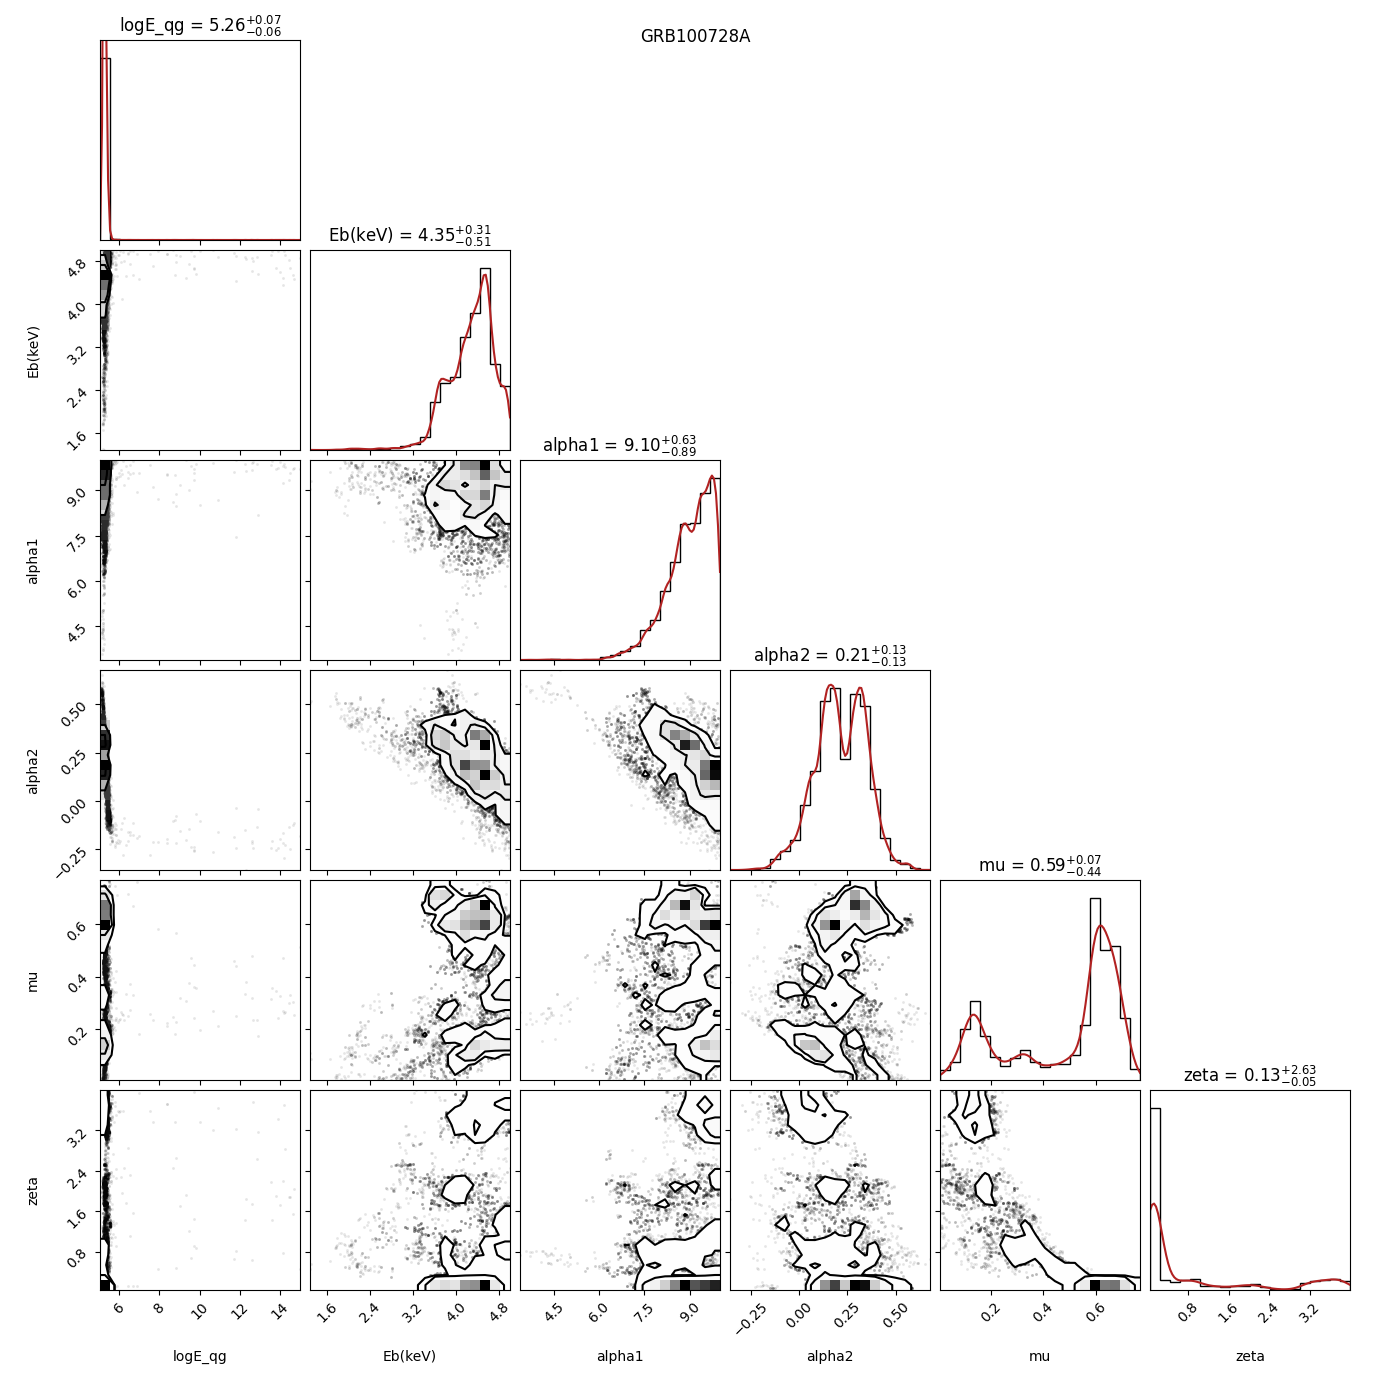 GRB100728A
logE_qg = 5.26+0.07 −0.06
Eb(keV) = 4.35+0.31 −0.51
4.8
4.0
3.2
2.4
1.6
Eb(keV)
alpha1 = 9.10+0.63 −0.89
9.0
7.5
6.0
4.5
alpha1
alpha2 = 0.21+0.13 −0.13
0.50
0.25
0.00
−0.25
alpha2
mu = 0.59+0.07 −0.44
0.6
0.4
0.2
mu
zeta = 0.13+2.63 −0.05
3.2
2.4
1.6
0.8
zeta
6 8 10 12 14
1.6 2.4 3.2 4.0 4.8
4.5 6.0 7.5 9.0
−0.25 0.00 0.25 0.50
0.2 0.4 0.6
0.8 1.6 2.4 3.2
logE_qg Eb(keV) alpha1 alpha2 mu zeta